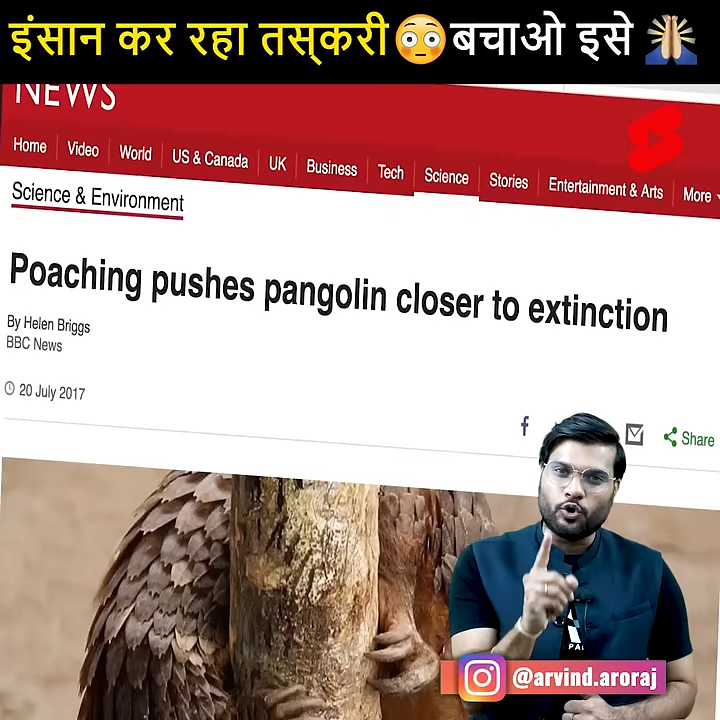 इंसान कर रहा तस्करी😳बचाओ इसे 🙏🏼
NEWS
Home Video World US & Canada UK Business Tech Science Stories Entertainment & Arts More
Science & Environment
Poaching pushes pangolin closer to extinction
By Helen Briggs
BBC News
20 July 2017
f Share
@arvind.aroraj